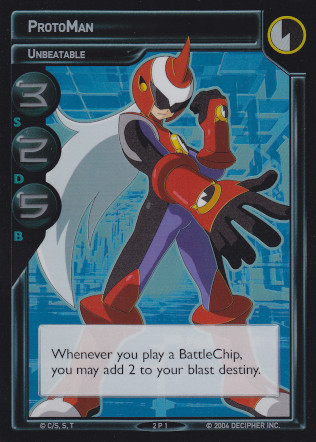 ProtoMan
Unbeatable
3
S
2
D
5
B
Whenever you play a BattleChip,
you may add 2 to your blast destiny.
© C/S, S, T
2 P 1
© 2004 DECIPHER INC.